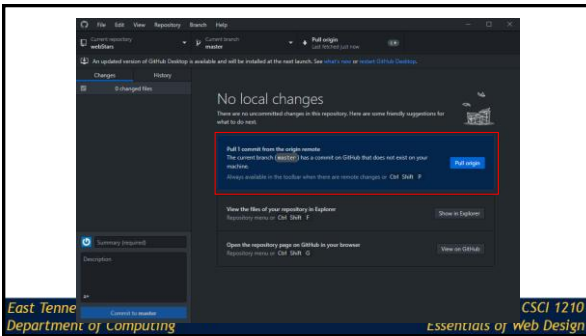 File Edit View Repository Branch Help
Current repository
webStars
Current branch
master
Pull origin
Last fetched just now
An updated version of GitHub Desktop is available and will be installed at the next launch. See what's new or restart GitHub Desktop.
Changes History
0 changed files
No local changes
There are no uncommitted changes in this repository. Here are some friendly suggestions for
what to do next.
Pull 1 commit from the origin remote
The current branch (master) has a commit on GitHub that does not exist on your
machine.
Always available in the toolbar when there are remote changes or Ctrl Shift P
Pull origin
View the files of your repository in Explorer
Repository menu or Ctrl Shift F
Show in Explorer
Open the repository page on GitHub in your browser
Repository menu or Ctrl Shift G
View on GitHub
Summary (required)
Description
Commit to master
East Tenne
Department of Computing
CSCI 1210
Essentials of Web Design